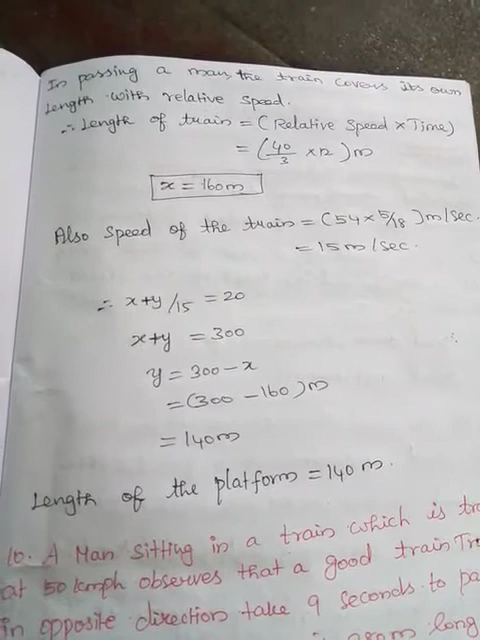 In passing a man the train covers its own
Length with relative speed.
∴ Length of train = (Relative Speed × Time)
= (40/3 × 12) m
x = 160m
Also Speed of the train = (54 × 5/18) m/sec.
= 15 m/sec.
∴ x+y/15 = 20
x+y = 300
y = 300 - x
= (300 - 160) m
= 140m
Length of the platform = 140 m.
10. A Man sitting in a train which is
at 50 kmph observes that a good train
in opposite direction take 9 seconds to
long